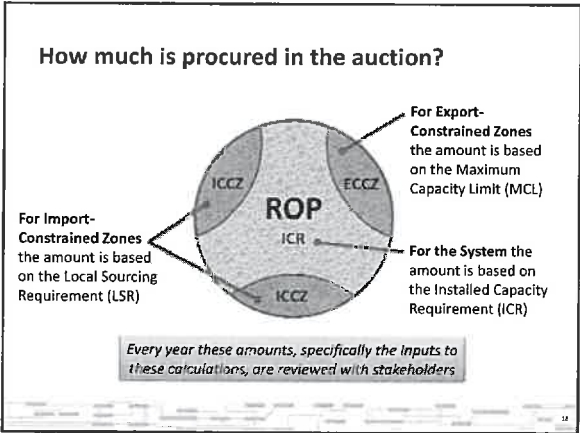 How much is procured in the auction?
For Export-
Constrained Zones
the amount is based
on the Maximum
Capacity Limit (MCL)
ICCZ
ECCZ
ROP
ICR
For Import-
Constrained Zones
the amount is based
on the Local Sourcing
Requirement (LSR)
For the System the
amount is based on
the Installed Capacity
Requirement (ICR)
ICCZ
Every year these amounts, specifically the inputs to
these calculations, are reviewed with stakeholders
18